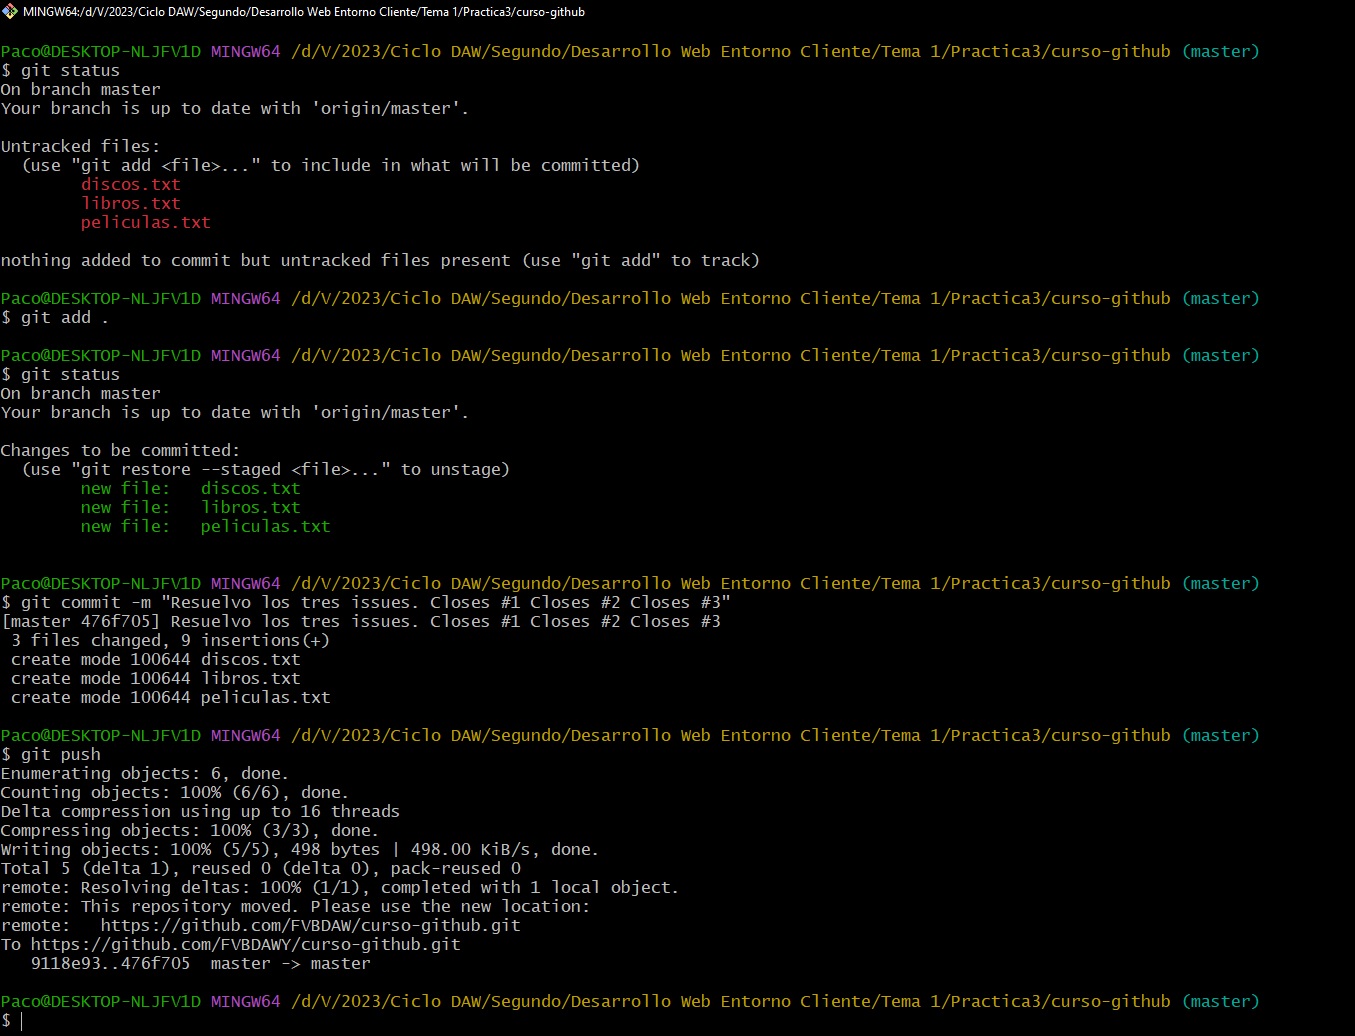 MINGW64:/d/V/2023/Ciclo DAW/Segundo/Desarrollo Web Entorno Cliente/Tema 1/Practica3/curso-github
Paco@DESKTOP-NLJFV1D MINGW64 /d/V/2023/Ciclo DAW/Segundo/Desarrollo Web Entorno Cliente/Tema 1/Practica3/curso-github (master)
$ git status
On branch master
Your branch is up to date with 'origin/master'.
Untracked files:
(use "git add <file>..." to include in what will be committed)
discos.txt
libros.txt
peliculas.txt
nothing added to commit but untracked files present (use "git add" to track)
Paco@DESKTOP-NLJFV1D MINGW64 /d/V/2023/Ciclo DAW/Segundo/Desarrollo Web Entorno Cliente/Tema 1/Practica3/curso-github (master)
$ git add .
Paco@DESKTOP-NLJFV1D MINGW64 /d/V/2023/Ciclo DAW/Segundo/Desarrollo Web Entorno Cliente/Tema 1/Practica3/curso-github (master)
$ git status
On branch master
Your branch is up to date with 'origin/master'.
Changes to be committed:
(use "git restore --staged <file>..." to unstage)
new file:   discos.txt
new file:   libros.txt
new file:   peliculas.txt
Paco@DESKTOP-NLJFV1D MINGW64 /d/V/2023/Ciclo DAW/Segundo/Desarrollo Web Entorno Cliente/Tema 1/Practica3/curso-github (master)
$ git commit -m "Resuelvo los tres issues. Closes #1 Closes #2 Closes #3"
[master 476f705] Resuelvo los tres issues. Closes #1 Closes #2 Closes #3
3 files changed, 9 insertions(+)
create mode 100644 discos.txt
create mode 100644 libros.txt
create mode 100644 peliculas.txt
Paco@DESKTOP-NLJFV1D MINGW64 /d/V/2023/Ciclo DAW/Segundo/Desarrollo Web Entorno Cliente/Tema 1/Practica3/curso-github (master)
$ git push
Enumerating objects: 6, done.
Counting objects: 100% (6/6), done.
Delta compression using up to 16 threads
Compressing objects: 100% (3/3), done.
Writing objects: 100% (5/5), 498 bytes | 498.00 KiB/s, done.
Total 5 (delta 1), reused 0 (delta 0), pack-reused 0
remote: Resolving deltas: 100% (1/1), completed with 1 local object.
remote: This repository moved. Please use the new location:
remote:   https://github.com/FVBDAW/curso-github.git
To https://github.com/FVBDAWY/curso-github.git
9118e93..476f705  master -> master
Paco@DESKTOP-NLJFV1D MINGW64 /d/V/2023/Ciclo DAW/Segundo/Desarrollo Web Entorno Cliente/Tema 1/Practica3/curso-github (master)
$